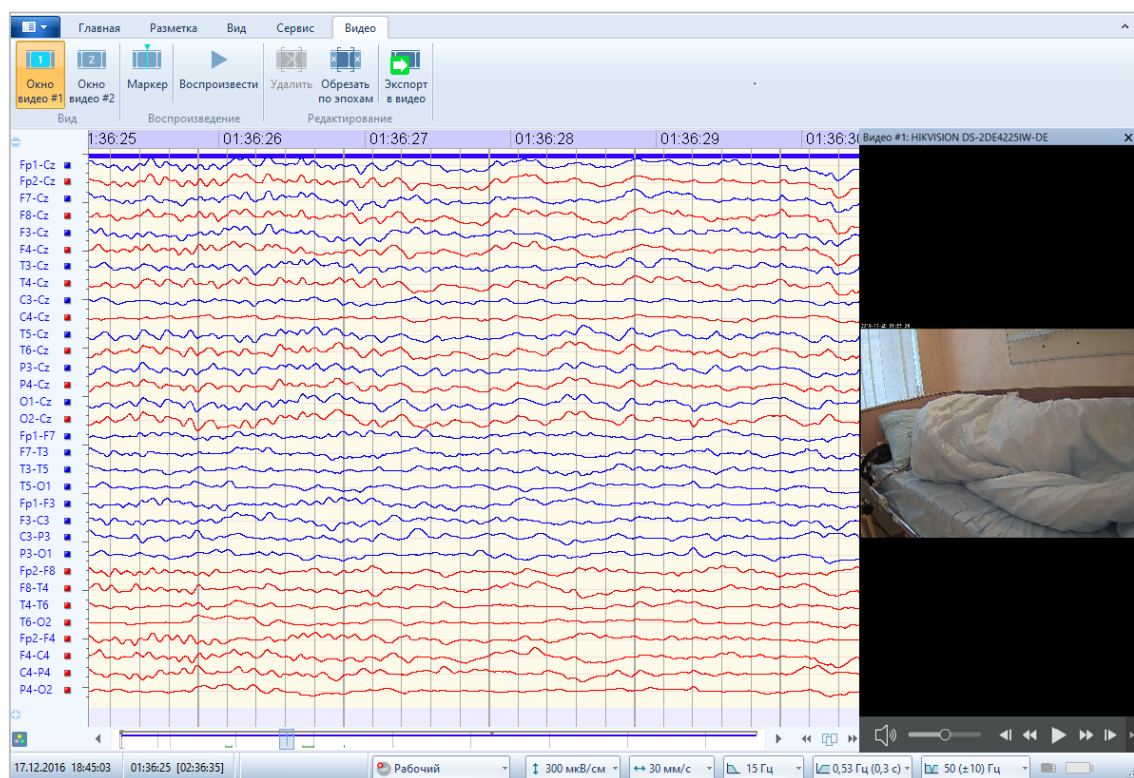 Главная Разметка Вид Сервис Видео
Окно видео #1
Окно видео #2
Маркер
Воспроизвести
Удалить
Обрезать по эпохам
Экспорт в видео
Вид Воспроизведение Редактирование
1:36:25 01:36:26 01:36:27 01:36:28 01:36:29 01:36:30
Видео #1: HIKVISION DS-2DE4225IW-DE
Fp1-Cz
Fp2-Cz
F7-Cz
F8-Cz
F3-Cz
F4-Cz
T3-Cz
T4-Cz
C3-Cz
C4-Cz
T5-Cz
T6-Cz
P3-Cz
P4-Cz
O1-Cz
O2-Cz
Fp1-F7
F7-T3
T3-T5
T5-O1
Fp1-F3
F3-C3
C3-P3
P3-O1
Fp2-F8
F8-T4
T4-T6
T6-O2
Fp2-F4
F4-C4
C4-P4
P4-O2
17.12.2016 18:45:03 01:36:25 [02:36:35] Рабочий 300 мкВ/см 30 мм/с 15 Гц 0,53 Гц (0,3 с) 50 (±10) Гц